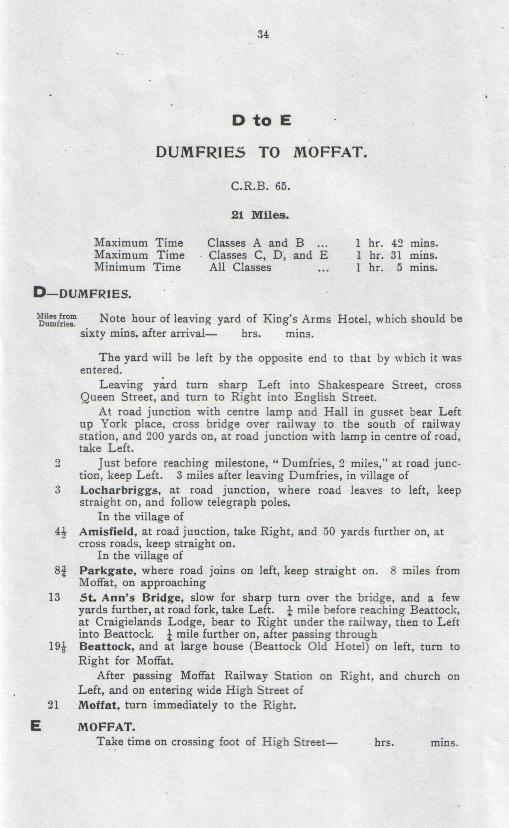 34
D to E
DUMFRIES TO MOFFAT.
C.R.B. 65.
21 Miles.
Maximum Time Classes A and B ... 1 hr. 42 mins.
Maximum Time Classes C, D, and E 1 hr. 31 mins.
Minimum Time All Classes ... 1 hr. 5 mins.
D—DUMFRIES.
Miles from
Dumfries.
Note hour of leaving yard of King's Arms Hotel, which should be
sixty mins. after arrival— hrs. mins.
The yard will be left by the opposite end to that by which it was
entered.
Leaving yard turn sharp Left into Shakespeare Street, cross
Queen Street, and turn to Right into English Street.
At road junction with centre lamp and Hall in gusset bear Left
up York place, cross bridge over railway to the south of railway
station, and 200 yards on, at road junction with lamp in centre of road,
take Left.
2 Just before reaching milestone, "Dumfries, 2 miles," at road junc-
tion, keep Left. 3 miles after leaving Dumfries, in village of
3 Locharbriggs, at road junction, where road leaves to left, keep
straight on, and follow telegraph poles.
In the village of
4½ Amisfield, at road junction, take Right, and 50 yards further on, at
cross roads, keep straight on.
In the village of
8¾ Parkgate, where road joins on left, keep straight on. 8 miles from
Moffat, on approaching
13 St. Ann's Bridge, slow for sharp turn over the bridge, and a few
yards further, at road fork, take Left. ¼ mile before reaching Beattock,
at Craigielands Lodge, bear to Right under the railway, then to Left
into Beattock. ¼ mile further on, after passing through
19½ Beattock, and at large house (Beattock Old Hotel) on left, turn to
Right for Moffat.
After passing Moffat Railway Station on Right, and church on
Left, and on entering wide High Street of
21 Moffat, turn immediately to the Right.
E MOFFAT.
Take time on crossing foot of High Street— hrs. mins.